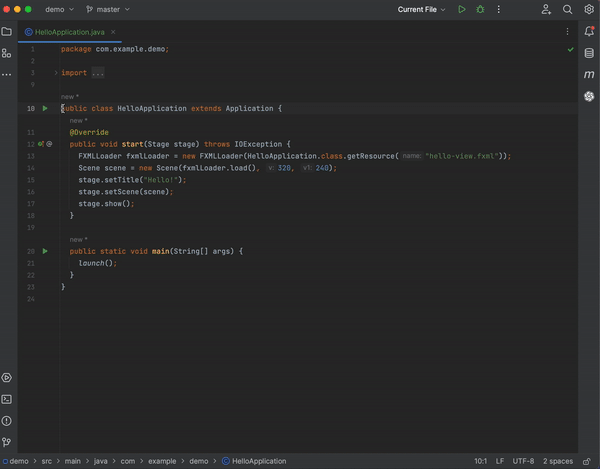 demo master Current File
HelloApplication.java
1 package com.example.demo;
2
3 import ...
9
new *
10 public class HelloApplication extends Application {
new *
11 @Override
12 public void start(Stage stage) throws IOException {
13 FXMLLoader fxmlLoader = new FXMLLoader(HelloApplication.class.getResource( name: "hello-view.fxml"));
14 Scene scene = new Scene(fxmlLoader.load(), v: 320, v1: 240);
15 stage.setTitle("Hello!");
16 stage.setScene(scene);
17 stage.show();
18 }
19
new *
20 public static void main(String[] args) {
21 launch();
22 }
23 }
24
demo > src > main > java > com > example > demo > HelloApplication 10:1 LF UTF-8 2 spaces